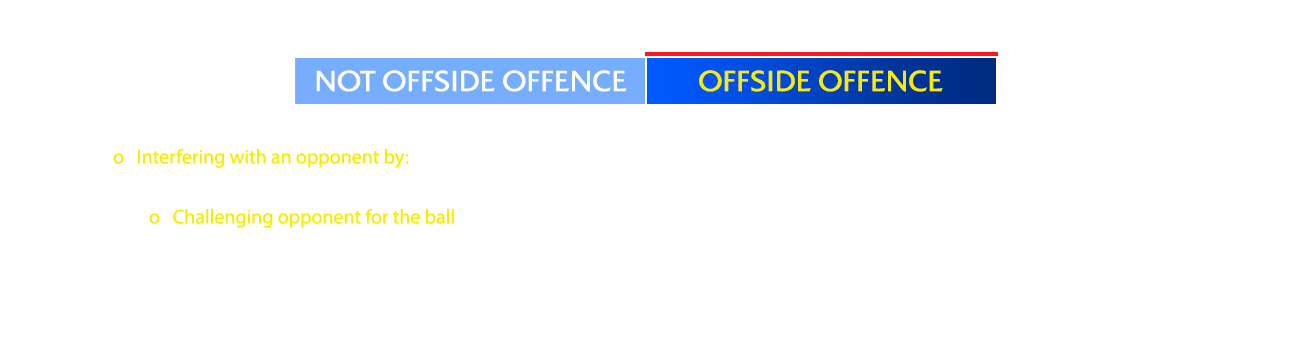 NOT OFFSIDE OFFENCE OFFSIDE OFFENCE
o Interfering with an opponent by:
o Challenging opponent for the ball